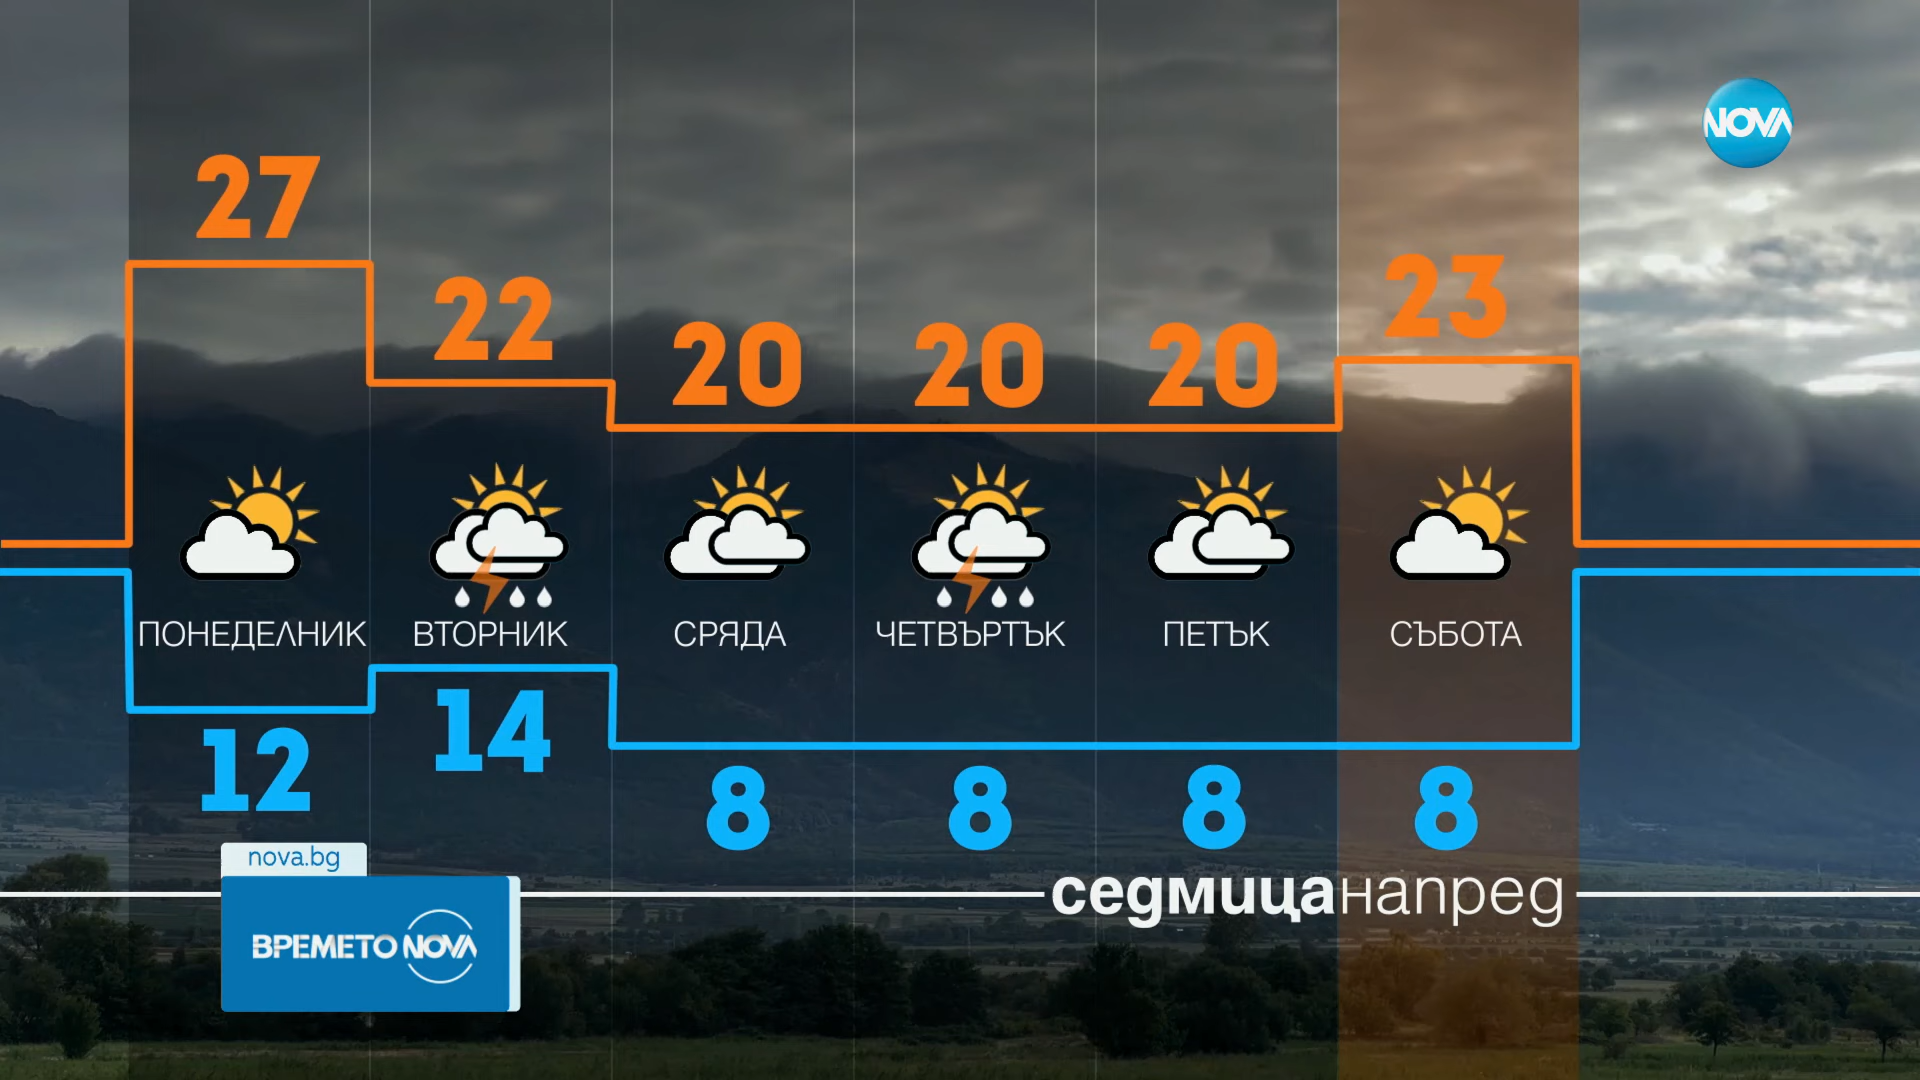 NOVA
27
22
20
20
20
23
ПОНЕДЕЛНИК
ВТОРНИК
СРЯДА
ЧЕТВЪРТЪК
ПЕТЪК
СЪБОТА
12
14
8
8
8
8
nova.bg
седмицанапред
ВРЕМЕТО NOVA